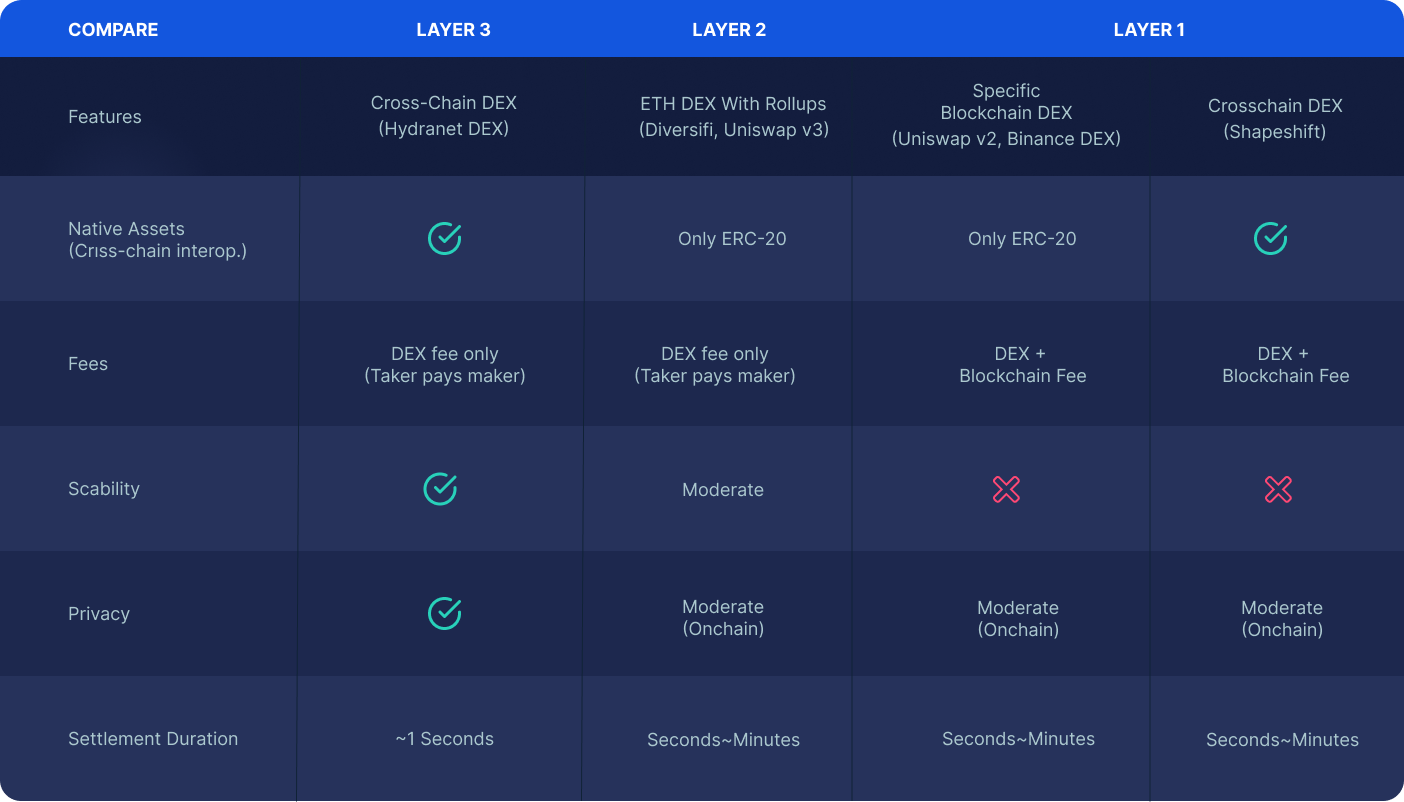 COMPARE
LAYER 3
LAYER 2
LAYER 1
Features
Cross-Chain DEX
(Hydranet DEX)
ETH DEX With Rollups
(Diversifi, Uniswap v3)
Specific
Blockchain DEX
(Uniswap v2, Binance DEX)
Crosschain DEX
(Shapeshift)
Native Assets
(Crıss-chain interop.)
Only ERC-20
Only ERC-20
Fees
DEX fee only
(Taker pays maker)
DEX fee only
(Taker pays maker)
DEX +
Blockchain Fee
DEX +
Blockchain Fee
Scability
Moderate
Privacy
Moderate
(Onchain)
Moderate
(Onchain)
Moderate
(Onchain)
Settlement Duration
~1 Seconds
Seconds~Minutes
Seconds~Minutes
Seconds~Minutes